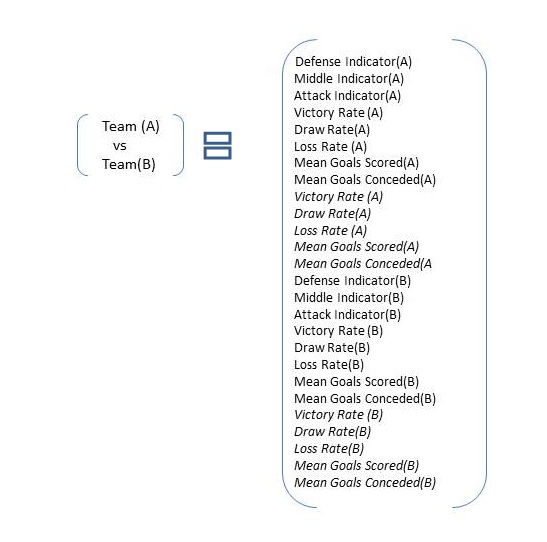 Team (A)
vs
Team(B)
Defense Indicator(A)
Middle Indicator(A)
Attack Indicator(A)
Victory Rate (A)
Draw Rate(A)
Loss Rate (A)
Mean Goals Scored(A)
Mean Goals Conceded(A)
Victory Rate (A)
Draw Rate(A)
Loss Rate (A)
Mean Goals Scored(A)
Mean Goals Conceded(A
Defense Indicator(B)
Middle Indicator(B)
Attack Indicator(B)
Victory Rate (B)
Draw Rate(B)
Loss Rate(B)
Mean Goals Scored(B)
Mean Goals Conceded(B)
Victory Rate (B)
Draw Rate(B)
Loss Rate(B)
Mean Goals Scored(B)
Mean Goals Conceded(B)